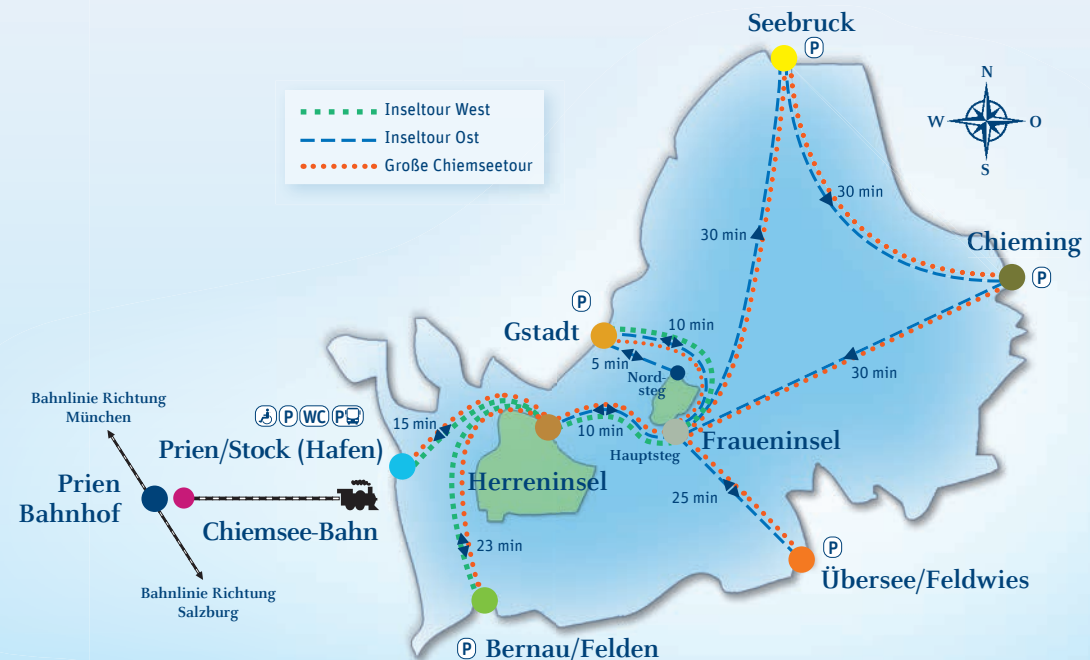 Seebruck
P
N
W
O
S
Inseltour West
Inseltour Ost
Große Chiemseetour
30 min
30 min
Chieming
P
P
Gstadt
10 min
5 min
Nord-
steg
30 min
Bahnlinie Richtung
München
P WC P
15 min
Prien/Stock (Hafen)
10 min
Fraueninsel
Hauptsteg
Herreninsel
Prien
Bahnhof
25 min
Chiemsee-Bahn
23 min
P
Übersee/Feldwies
Bahnlinie Richtung
Salzburg
P Bernau/Felden